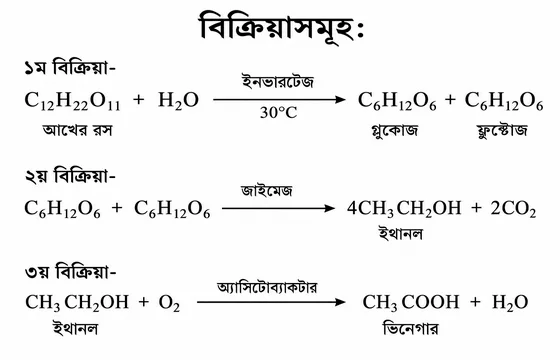 বিক্রিয়াসমূহ:
১ম বিক্রিয়া-
ইনভারটেজ
C₁₂H₂₂O₁₁ + H₂O ⟶ C₆H₁₂O₆ + C₆H₁₂O₆
30°C
আখের রস গ্লুকোজ ফ্রুক্টোজ
২য় বিক্রিয়া-
জাইমেজ
C₆H₁₂O₆ + C₆H₁₂O₆ ⟶ 4CH₃CH₂OH + 2CO₂
ইথানল
৩য় বিক্রিয়া-
অ্যাসিটোব্যাকটার
CH₃CH₂OH + O₂ ⟶ CH₃COOH + H₂O
ইথানল ভিনেগার